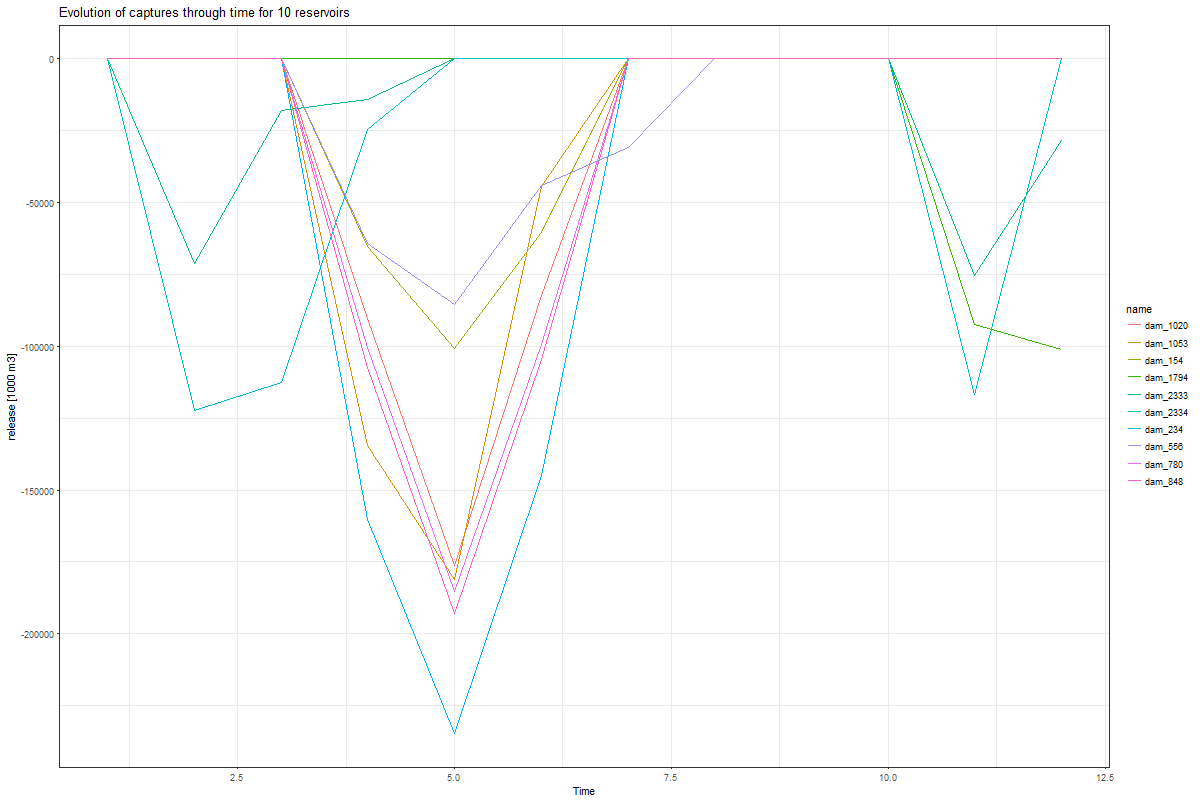 Evolution of captures through time for 10 reservoirs
0
-50000
-100000
-150000
-200000
release [1000 m3]
2.5
5.0
7.5
10.0
12.5
Time
name
dam_1020
dam_1053
dam_154
dam_1794
dam_2333
dam_2334
dam_234
dam_556
dam_780
dam_848